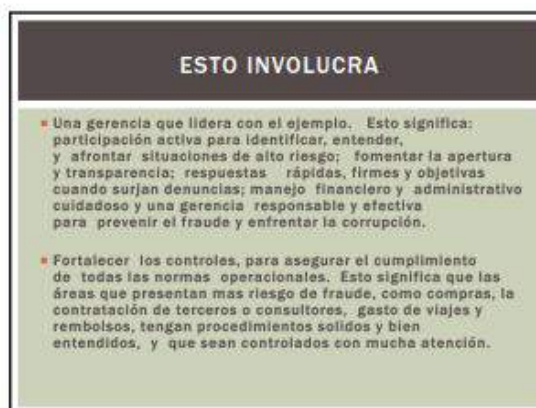 ESTO INVOLUCRA
Una gerencia que lidera con el ejemplo. Esto significa:
participación activa para identificar, entender,
y afrontar situaciones de alto riesgo; fomentar la apertura
y transparencia; respuestas rápidas, firmes y objetivas
cuando surjan denuncias; manejo financiero y administrativo
cuidadoso y una gerencia responsable y efectiva
para prevenir el fraude y enfrentar la corrupción.
Fortalecer los controles, para asegurar el cumplimiento
de todas las normas operacionales. Esto significa que las
áreas que presentan mas riesgo de fraude, como compras, la
contratación de terceros o consultores, gasto de viajes y
rembolsos, tengan procedimientos solidos y bien
entendidos, y que sean controlados con mucha atención.